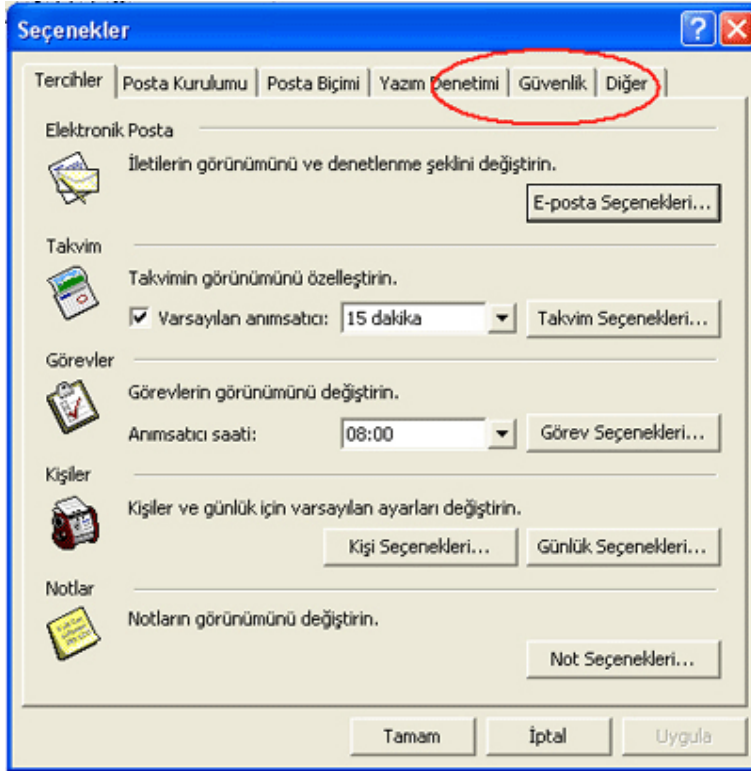 Seçenekler
Tercihler Posta Kurulumu Posta Biçimi Yazım Denetimi Güvenlik Diğer
Elektronik Posta
İletilerin görünümünü ve denetlenme şeklini değiştirin.
E-posta Seçenekleri...
Takvim
Takvimin görünümünü özelleştirin.
Varsayılan anımsatıcı: 15 dakika Takvim Seçenekleri...
Görevler
Görevlerin görünümünü değiştirin.
Anımsatıcı saati: 08:00 Görev Seçenekleri...
Kişiler
Kişiler ve günlük için varsayılan ayarları değiştirin.
Kişi Seçenekleri... Günlük Seçenekleri...
Notlar
Notların görünümünü değiştirin.
Not Seçenekleri...
Tamam İptal Uygula